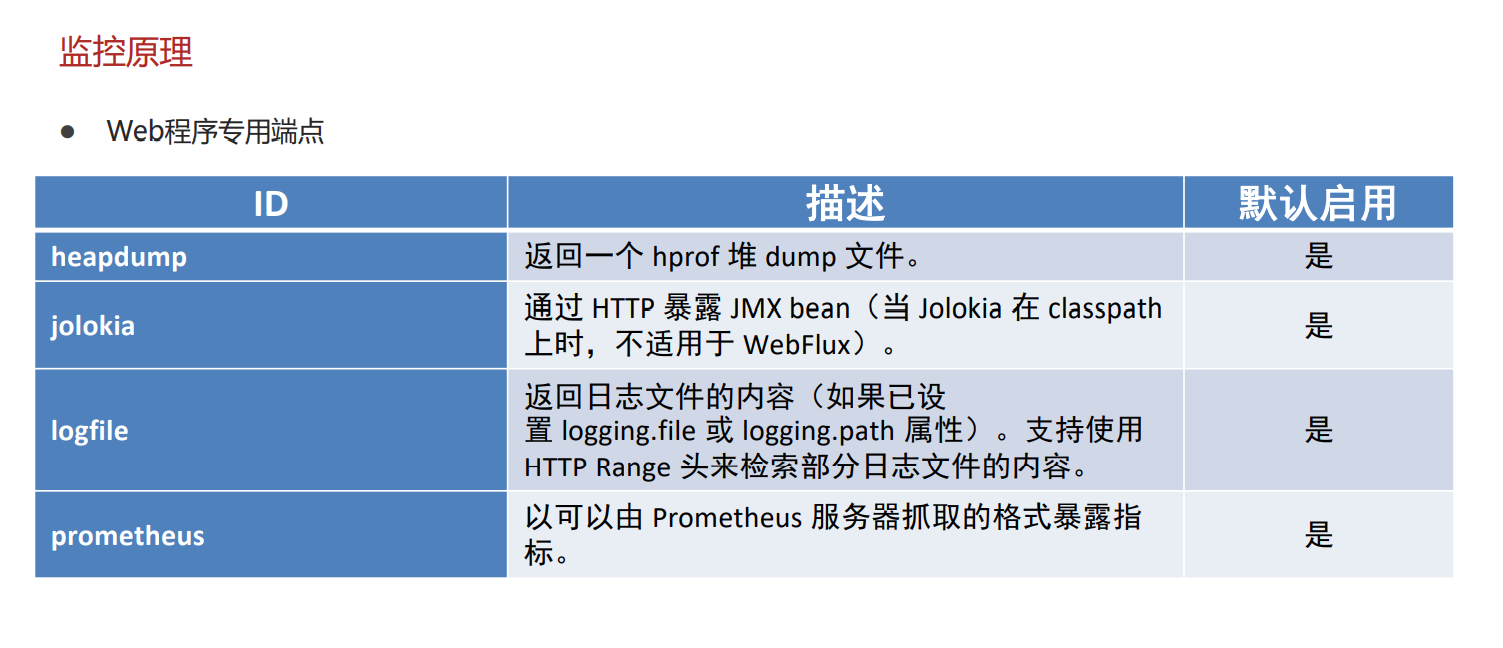 监控原理
● Web程序专用端点
ID 描述 默认启用
heapdump 返回一个 hprof 堆 dump 文件。 是
jolokia 通过 HTTP 暴露 JMX bean（当 Jolokia 在 classpath
上时，不适用于 WebFlux）。 是
logfile 返回日志文件的内容（如果已设
置 logging.file 或 logging.path 属性）。支持使用
HTTP Range 头来检索部分日志文件的内容。 是
prometheus 以可以由 Prometheus 服务器抓取的格式暴露指
标。 是